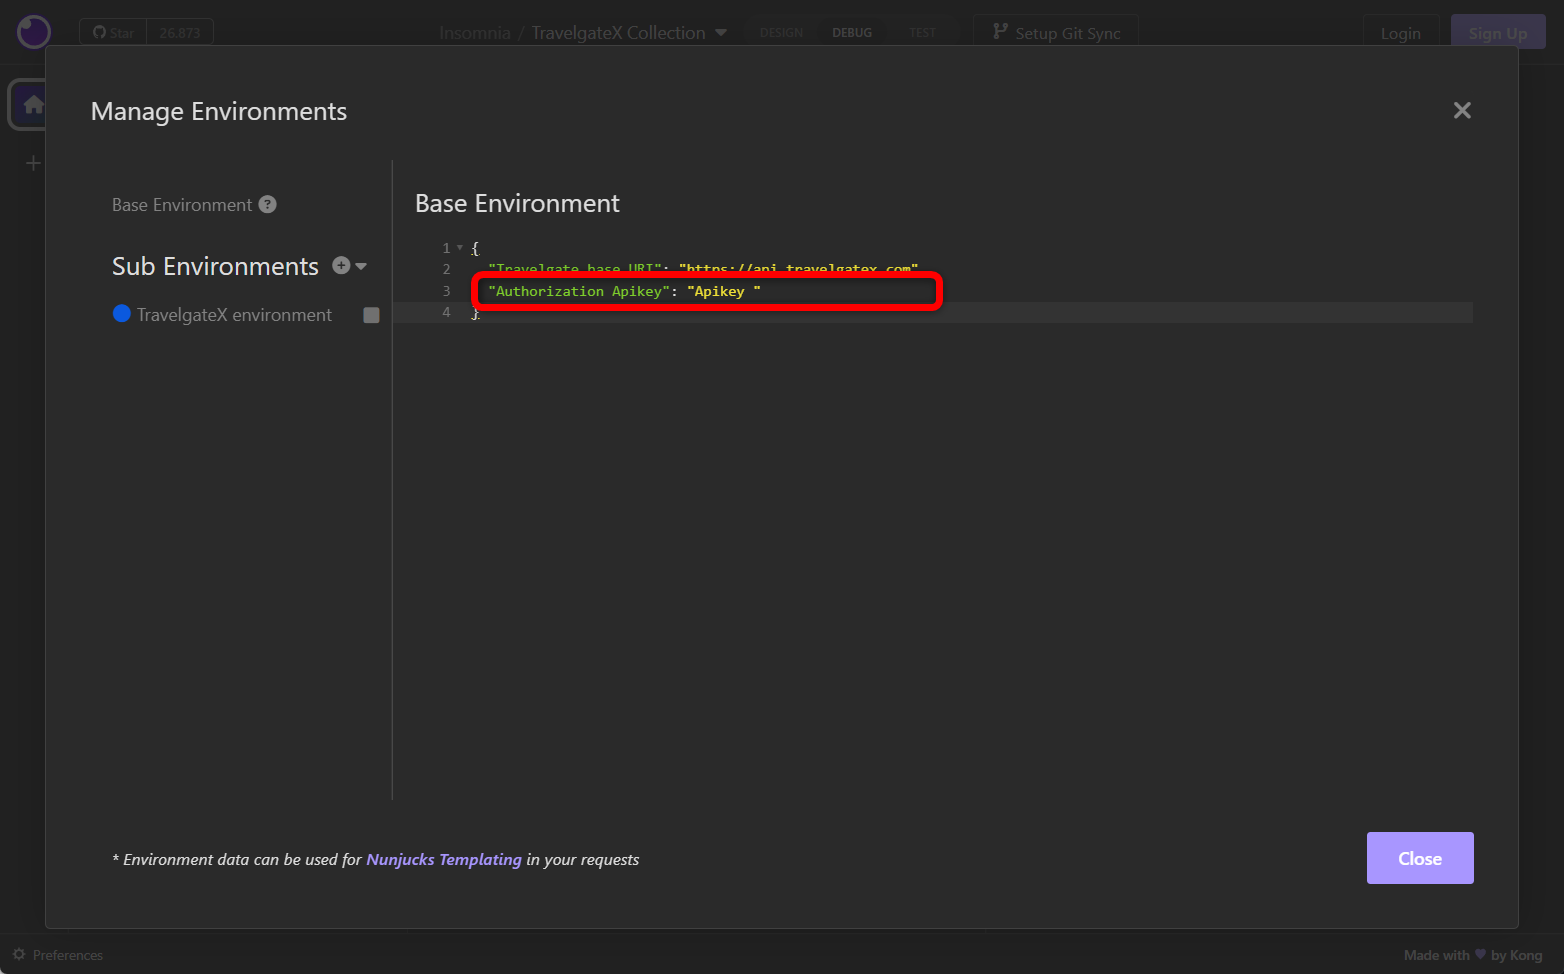 Star 26.873
Insomnia / TravelgateX Collection
DESIGN DEBUG TEST
Setup Git Sync
Login
Sign Up
Manage Environments
Base Environment ?
Sub Environments
TravelgateX environment
Base Environment
1 {
2 "Travelgate base URI": "https://api.travelgatex.com"
3 "Authorization Apikey": "Apikey "
4 }
* Environment data can be used for Nunjucks Templating in your requests
Close
Preferences
Made with ♥ by Kong